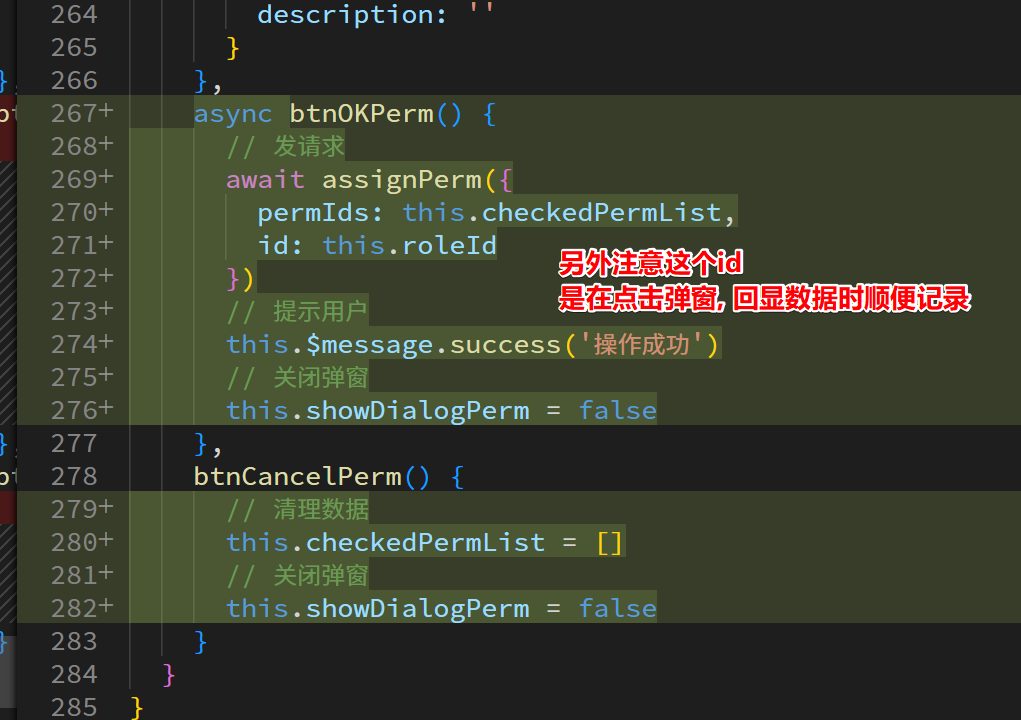 264 description: ''
265 }
266 },
267+ async btnOKPerm() {
268+ // 发请求
269+ await assignPerm({
270+ permIds: this.checkedPermList,
271+ id: this.roleId
另外注意这个id
是在点击弹窗, 回显数据时顺便记录
272+ })
273+ // 提示用户
274+ this.$message.success('操作成功')
275+ // 关闭弹窗
276+ this.showDialogPerm = false
277 },
278 btnCancelPerm() {
279+ // 清理数据
280+ this.checkedPermList = []
281+ // 关闭弹窗
282+ this.showDialogPerm = false
283 }
284 }
285 }